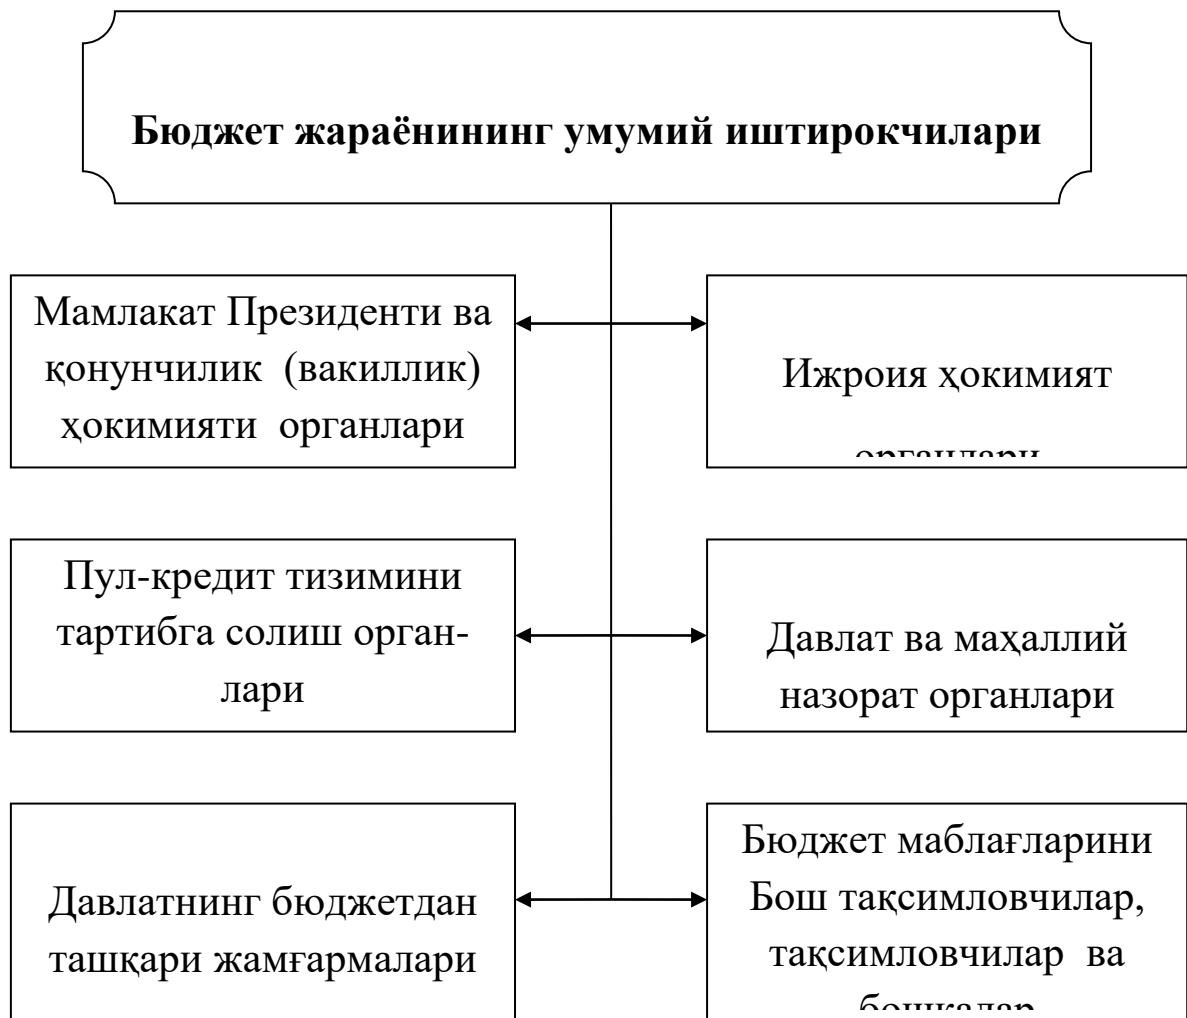 Бюджет жараёнининг умумий иштирокчилари
Мамлакат Президенти ва
қонунчилик (вакиллик)
ҳокимияти органлари
Ижроия ҳокимият
органлари
Пул-кредит тизимини
тартибга солиш орган-
лари
Давлат ва маҳаллий
назорат органлари
Давлатнинг бюджетдан
ташқари жамғармалари
Бюджет маблағларини
Бош тақсимловчилар,
тақсимловчилар ва